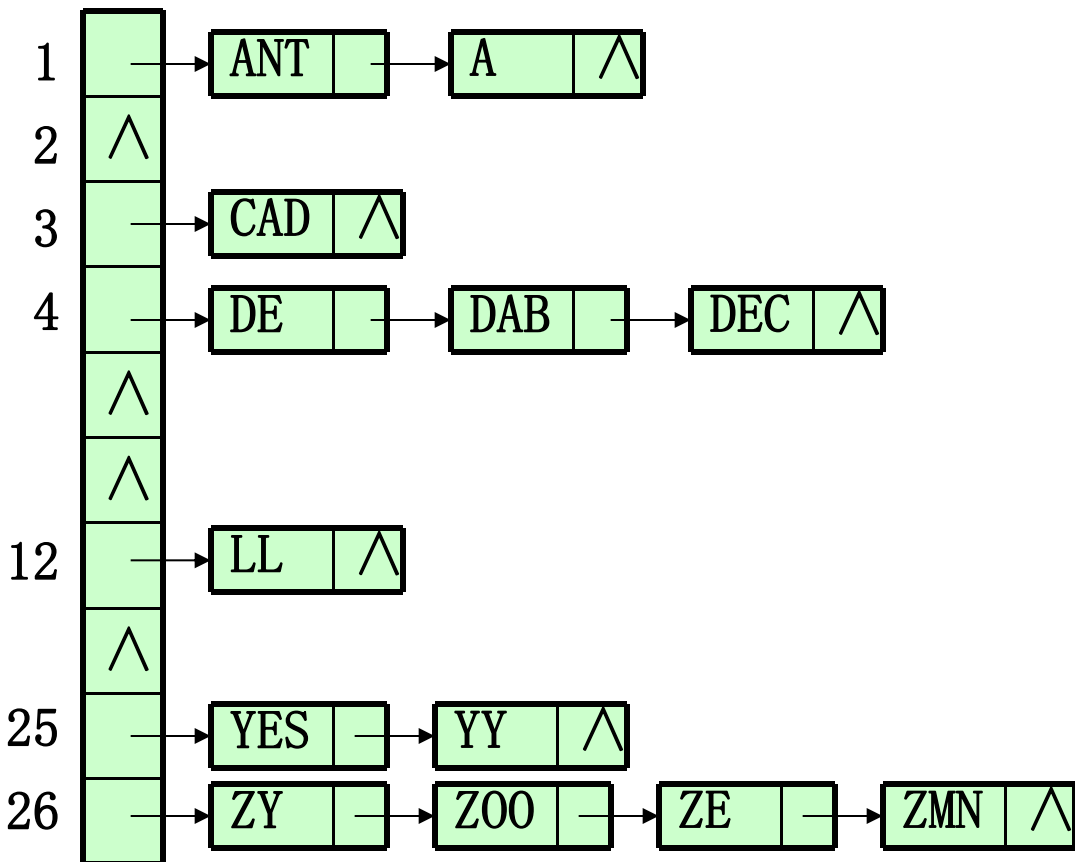 1 ANT A ∧
2 ∧
3 CAD ∧
4 DE DAB DEC ∧
∧
∧
12 LL ∧
∧
25 YES YY ∧
26 ZY ZOO ZE ZMN ∧